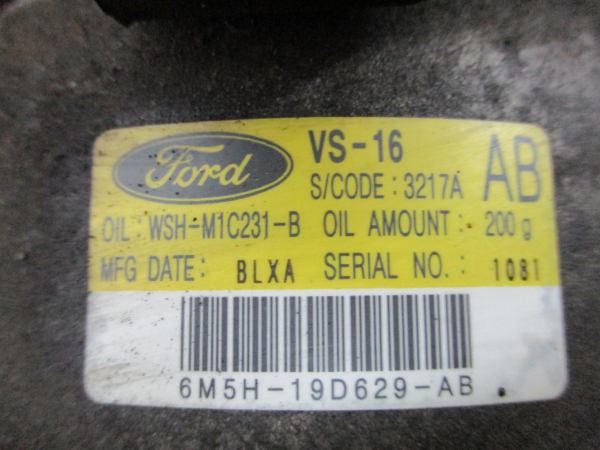 Ford VS-16 AB
S/CODE : 3217A
OIL : WSH-M1C231-B OIL AMOUNT : 200 g
MFG DATE : BLXA SERIAL NO. : 1081
6M5H-19D629-AB